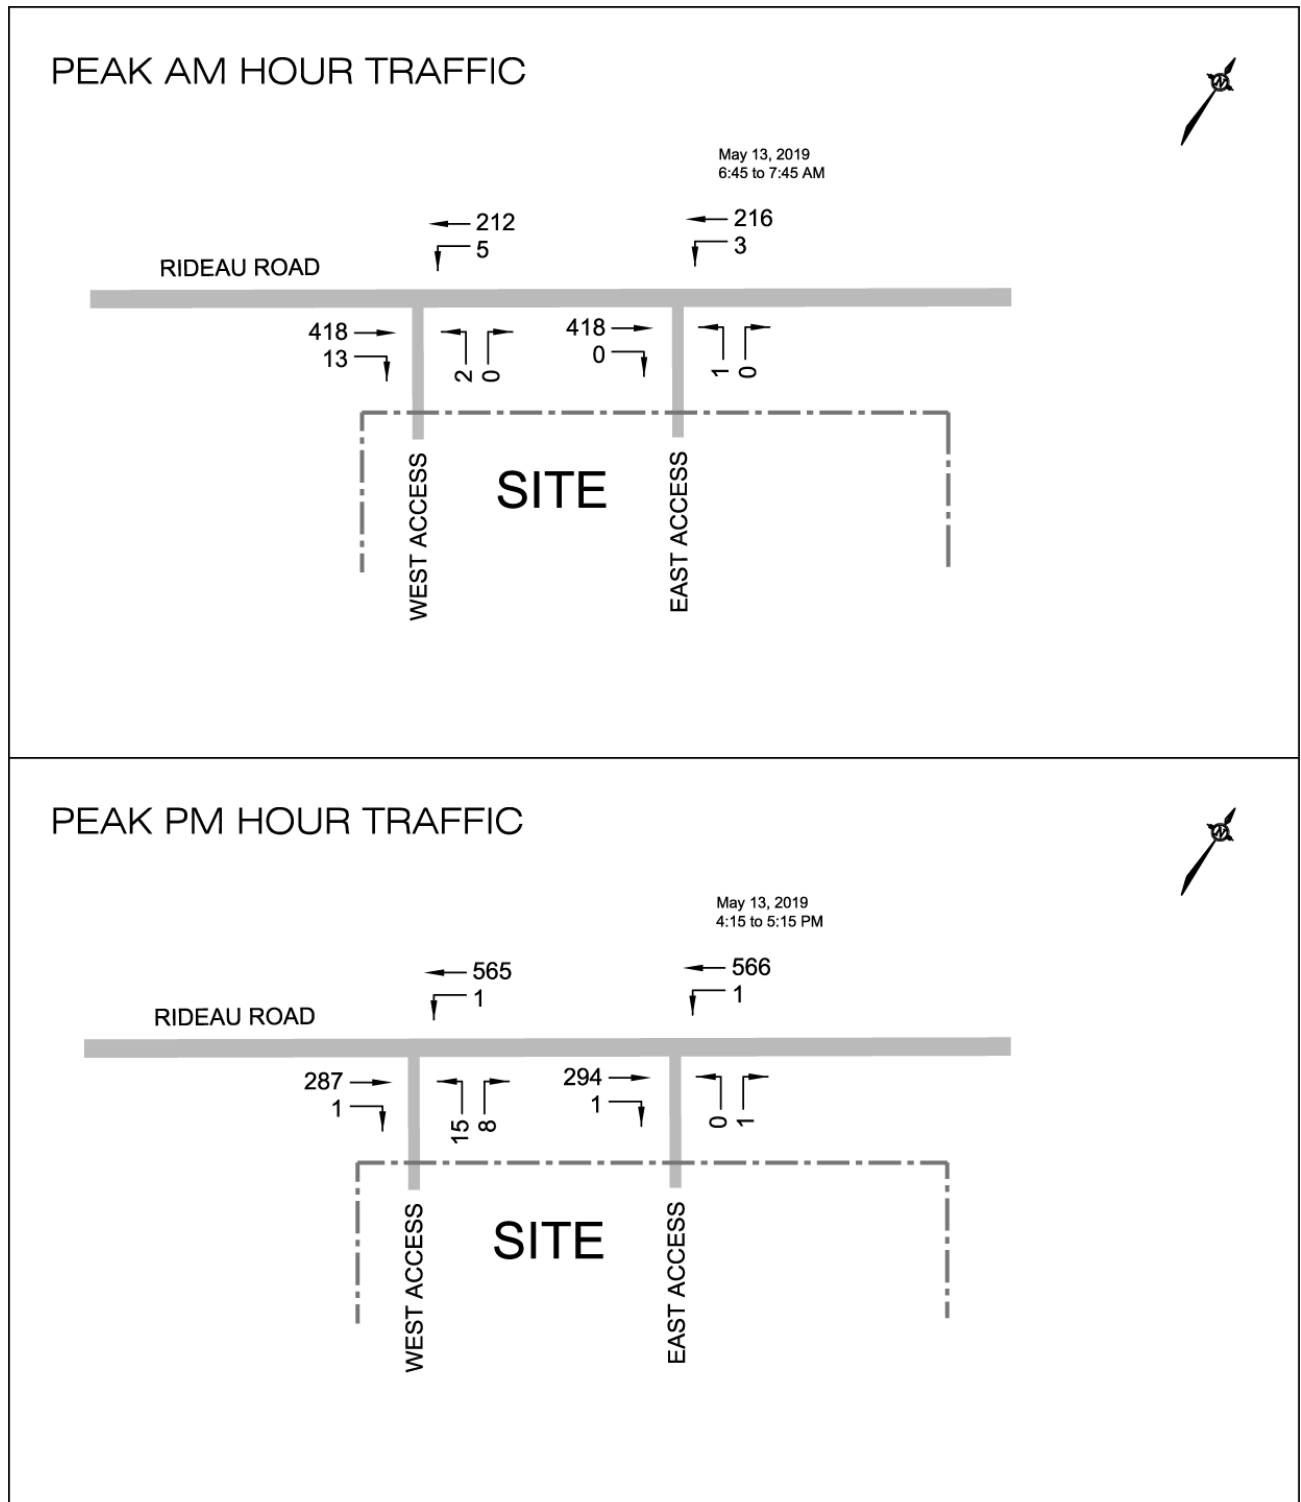 PEAK AM HOUR TRAFFIC
N
May 13, 2019
6:45 to 7:45 AM
212
5
216
3
RIDEAU ROAD
418
13
2
0
418
0
1
0
SITE
WEST ACCESS
EAST ACCESS
PEAK PM HOUR TRAFFIC
N
May 13, 2019
4:15 to 5:15 PM
565
1
566
1
RIDEAU ROAD
287
1
15
8
294
1
0
1
SITE
WEST ACCESS
EAST ACCESS